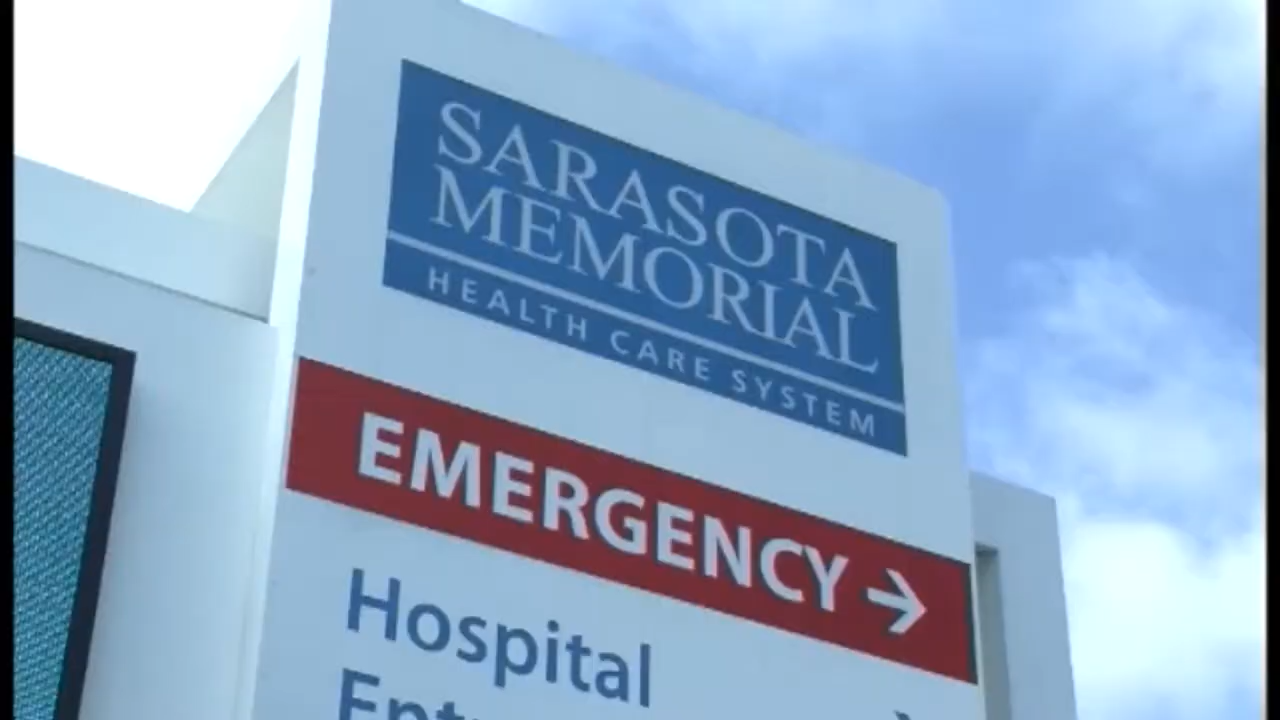 SARASOTA
MEMORIAL
HEALTH CARE SYSTEM
EMERGENCY →
Hospital